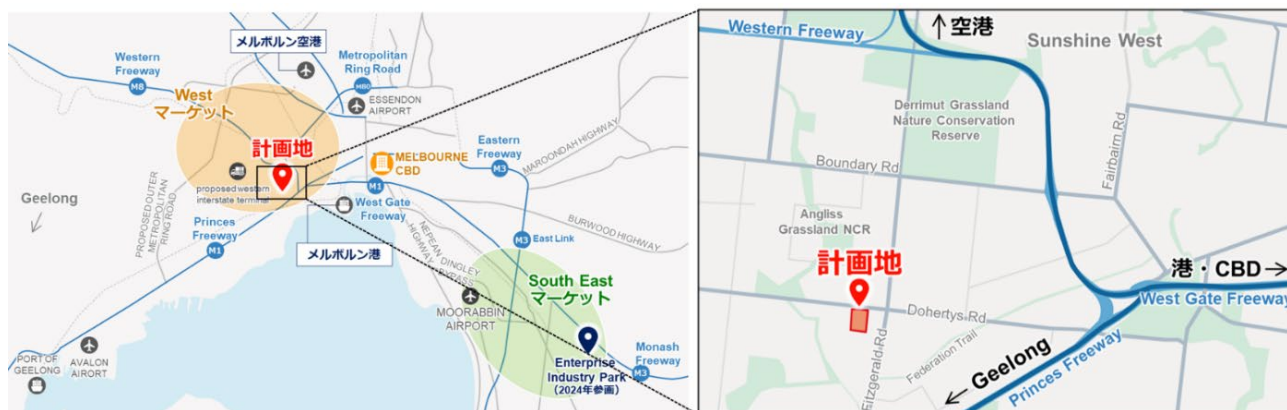 Western
Freeway
M8
メルボルン空港
Metropolitan
Ring Road
M80
ESSENDON
AIRPORT
West
マーケット
計画地
MELBOURNE
CBD
Eastern
Freeway
M3
MAROONDAH HIGHWAY
proposed western
interstate terminal
M1
West Gate
Freeway
Geelong
PROPOSED OUTER
METROPOLITAN
RING ROAD
Princes
Freeway
M1
メルボルン港
BURWOOD HIGHWAY
NEPEAN
HIGHWAY
DINGLEY
BYPASS
M3
East Link
South East
マーケット
MOORABBIN
AIRPORT
Enterprise
Industry Park
(2024年参画)
Monash
Freeway
M3
PORT OF
GEELONG
AVALON
AIRORT
↑空港
Western Freeway
Sunshine West
Derrimut Grassland
Nature Conservation
Reserve
Fairbairn Rd
Boundary Rd
Angliss
Grassland NCR
計画地
港・CBD→
West Gate Freeway
Dohertys Rd
Fitzgerald Rd
Federation Trail
←Geelong
Princes Freeway